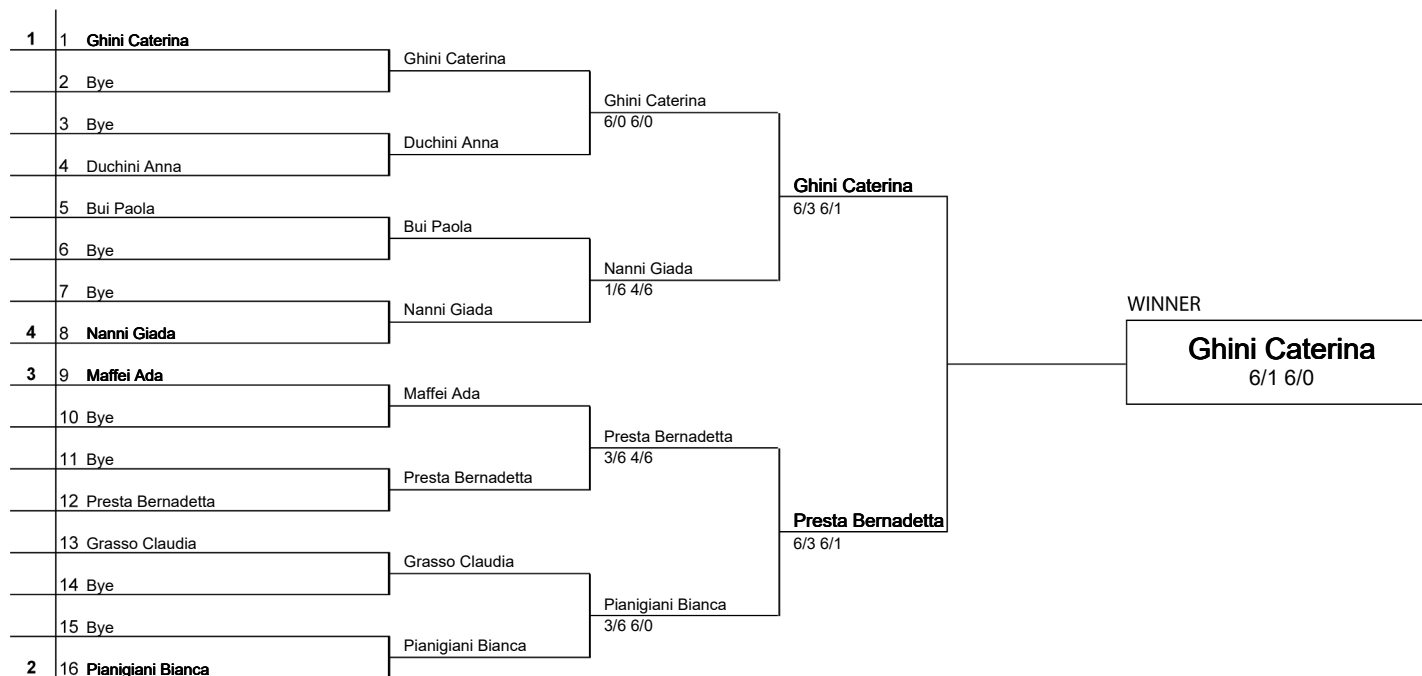 1 1 Ghini Caterina
2 Bye
3 Bye
4 Duchini Anna
5 Bui Paola
6 Bye
7 Bye
4 8 Nanni Giada
3 9 Maffei Ada
10 Bye
11 Bye
12 Presta Bernadetta
13 Grasso Claudia
14 Bye
15 Bye
2 16 Pianigiani Bianca
Ghini Caterina
Duchini Anna
Bui Paola
Nanni Giada
Maffei Ada
Presta Bernadetta
Grasso Claudia
Pianigiani Bianca
Ghini Caterina
6/0 6/0
Nanni Giada
1/6 4/6
Presta Bernadetta
3/6 4/6
Pianigiani Bianca
3/6 6/0
Ghini Caterina
6/3 6/1
Presta Bernadetta
6/3 6/1
WINNER
Ghini Caterina
6/1 6/0